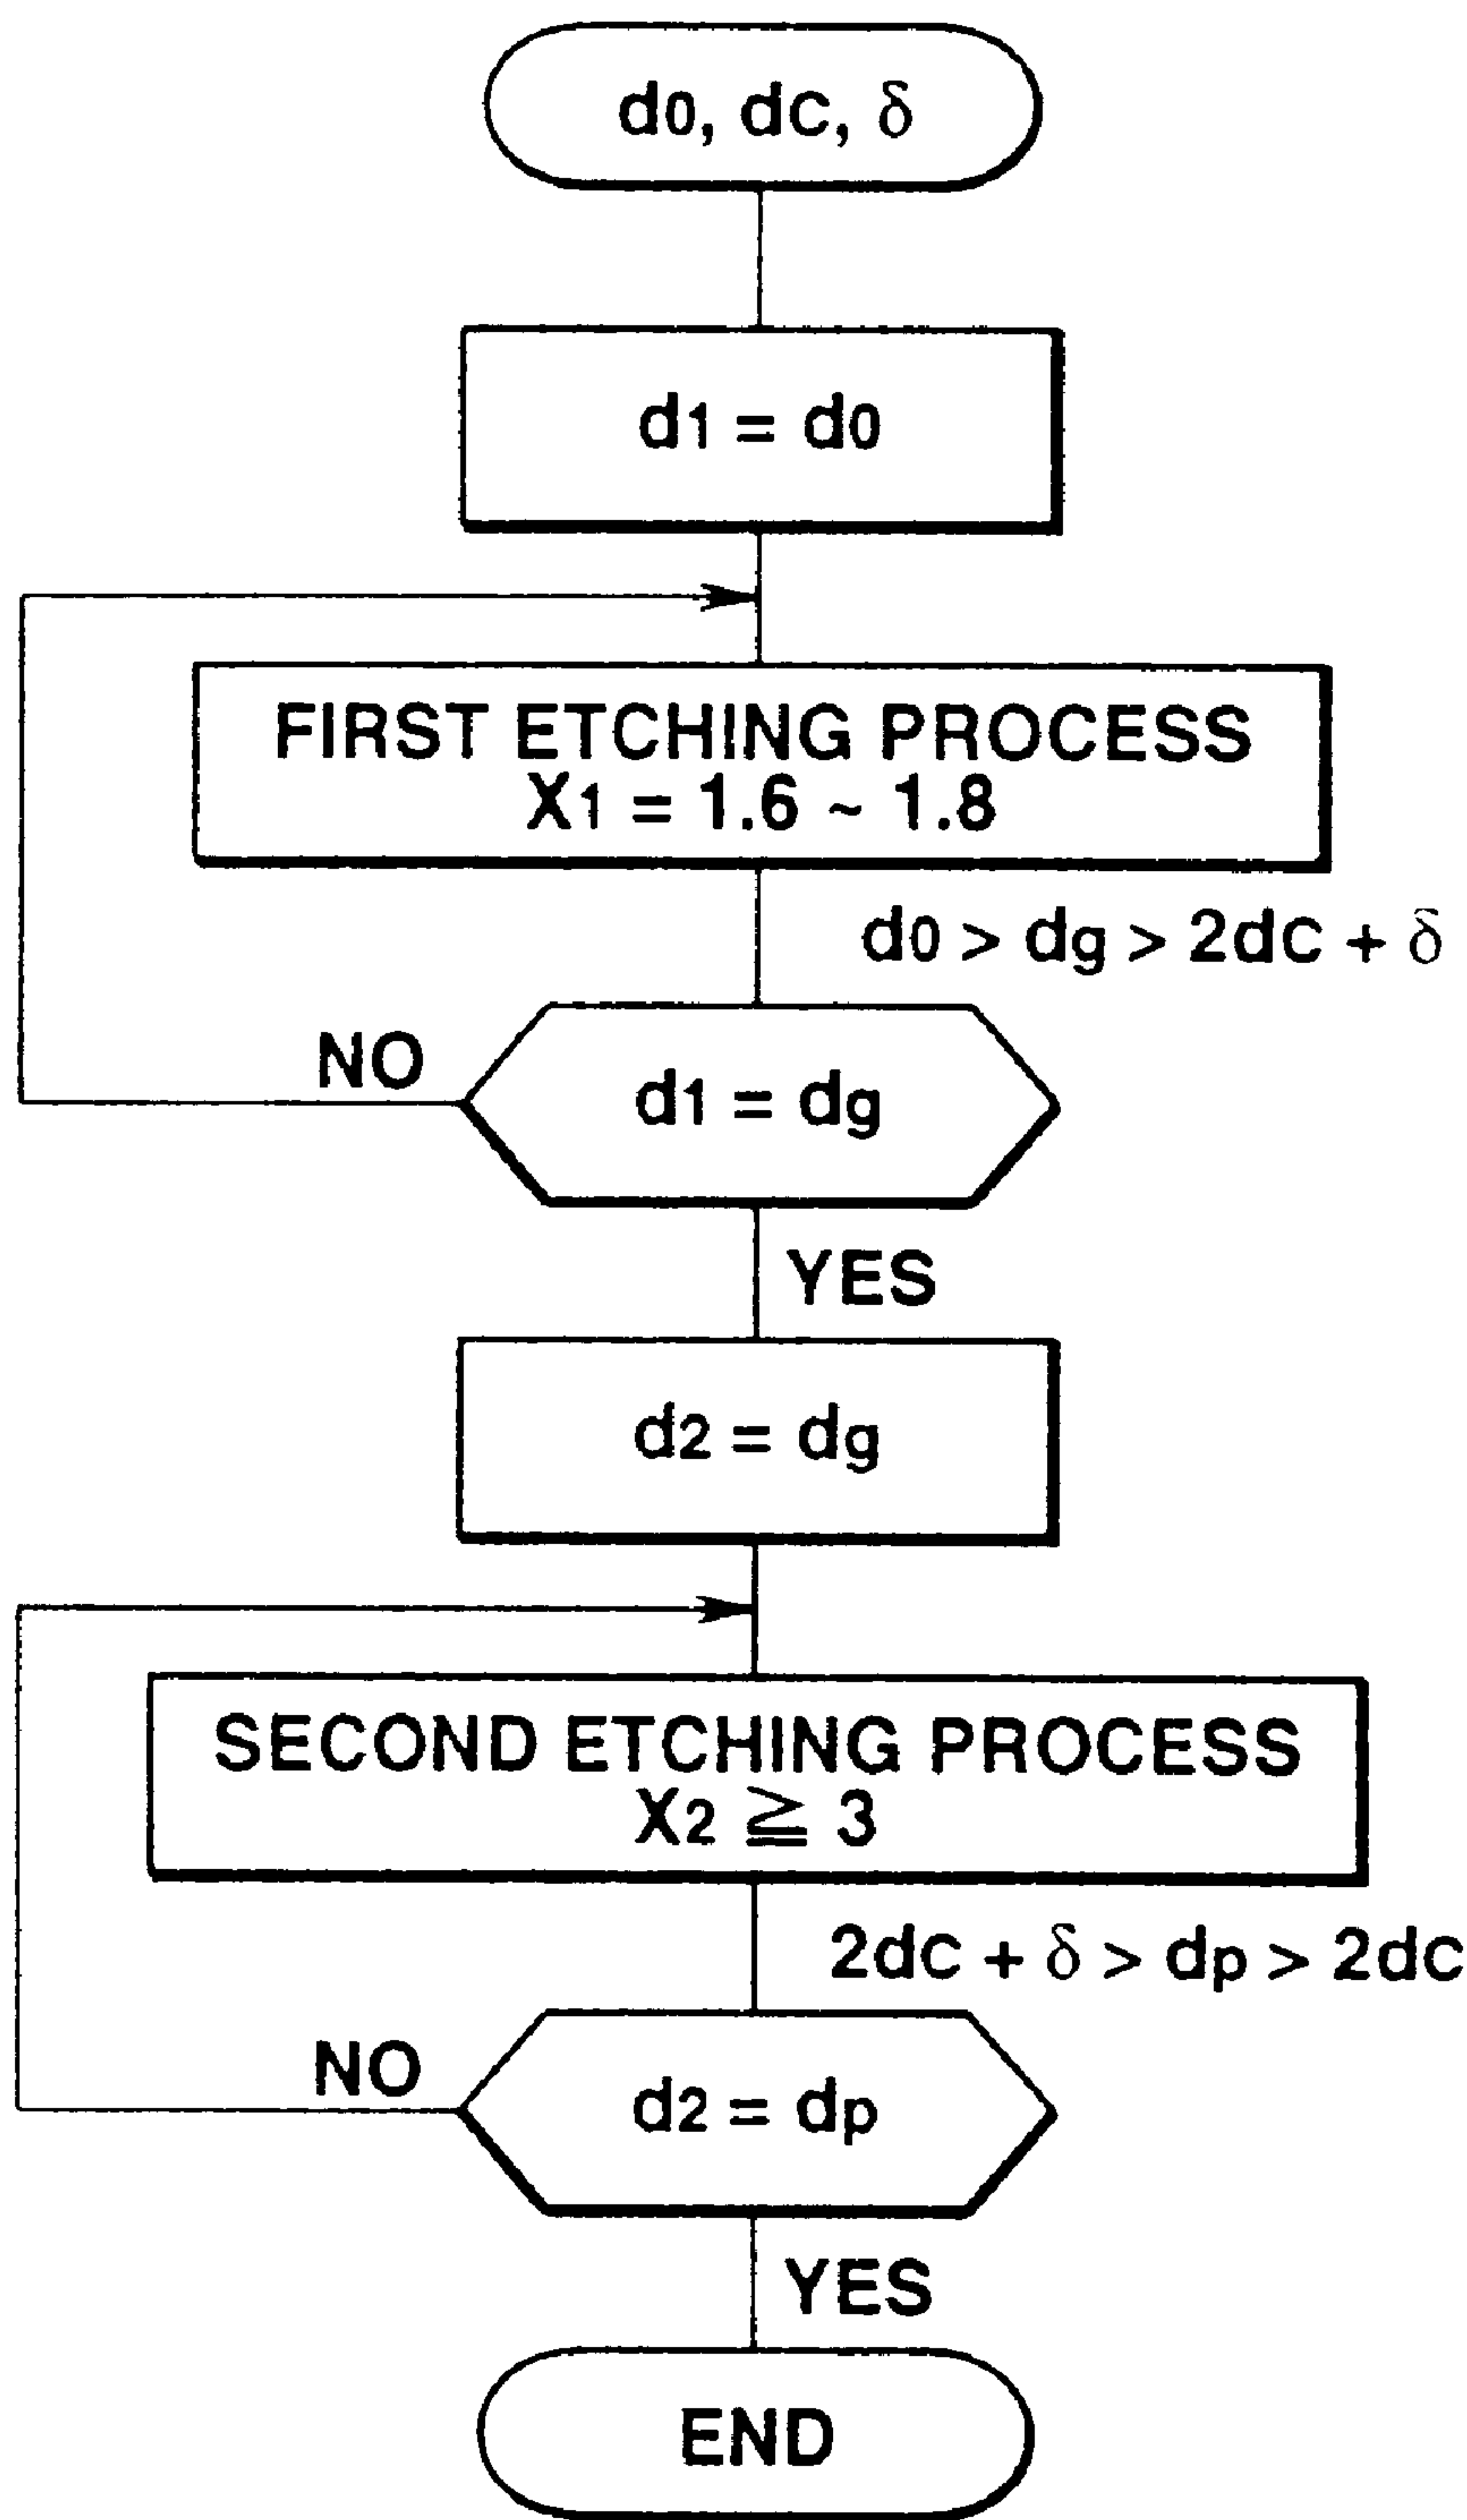 d0, dc, δ
d1 = d0
FIRST ETCHING PROCESS
X1 = 1.6 ~ 1.8
d0 > dg > 2dc + δ
NO
d1 = dg
YES
d2 = dg
SECOND ETCHING PROCESS
X2 ≧ 3
2dc + δ > dp > 2dc
NO
d2 = dp
YES
END